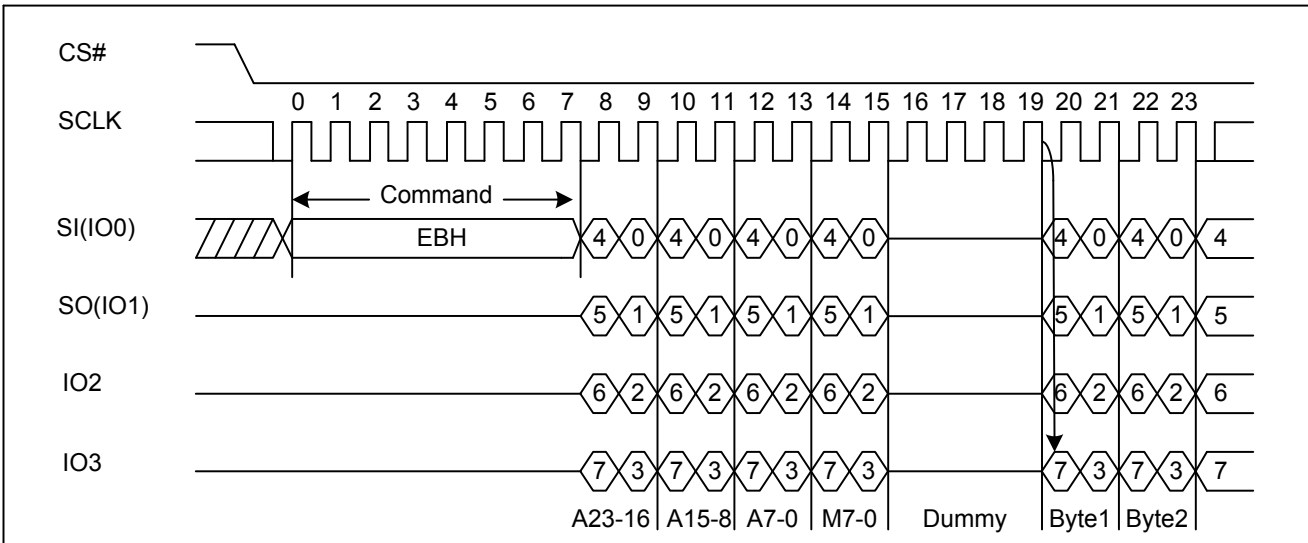 CS#
0 1 2 3 4 5 6 7 8 9 10 11 12 13 14 15 16 17 18 19 20 21 22 23
SCLK
Command
SI(IO0) EBH 4 0 4 0 4 0 4 0 4 0 4 0 4
SO(IO1) 5 1 5 1 5 1 5 1 5 1 5 1 5
IO2 6 2 6 2 6 2 6 2 6 2 6 2 6
IO3 7 3 7 3 7 3 7 3 7 3 7 3 7
A23-16 A15-8 A7-0 M7-0 Dummy Byte1 Byte2